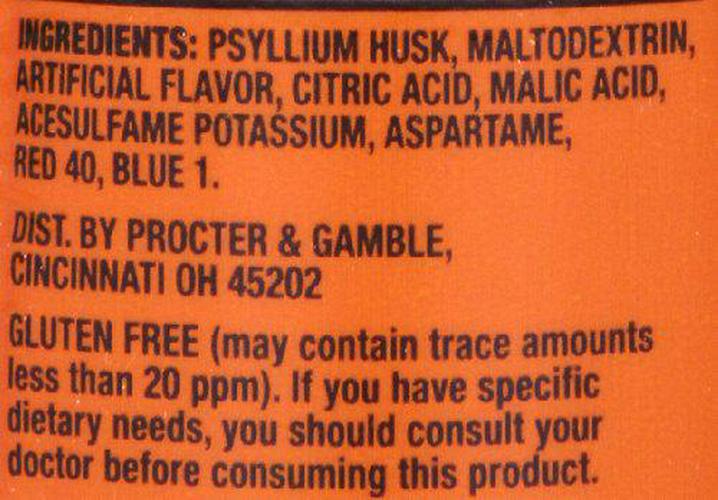 INGREDIENTS: PSYLLIUM HUSK, MALTODEXTRIN,
ARTIFICIAL FLAVOR, CITRIC ACID, MALIC ACID,
ACESULFAME POTASSIUM, ASPARTAME,
RED 40, BLUE 1.
DIST. BY PROCTER & GAMBLE,
CINCINNATI OH 45202
GLUTEN FREE (may contain trace amounts
less than 20 ppm). If you have specific
dietary needs, you should consult your
doctor before consuming this product.